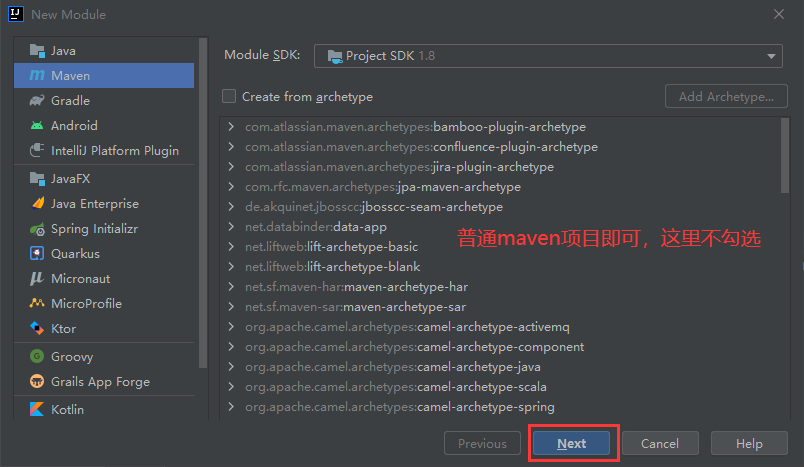 New Module
Java
Maven
Gradle
Android
IntelliJ Platform Plugin
JavaFX
Java Enterprise
Spring Initializr
Quarkus
Micronaut
MicroProfile
Ktor
Groovy
Grails App Forge
Kotlin
Module SDK: Project SDK 1.8
Create from archetype
Add Archetype...
com.atlassian.maven.archetypes:bamboo-plugin-archetype
com.atlassian.maven.archetypes:confluence-plugin-archetype
com.atlassian.maven.archetypes:jira-plugin-archetype
com.rfc.maven.archetypes:jpa-maven-archetype
de.akquinet.jbosscc:jbosscc-seam-archetype
net.databinder:data-app
net.liftweb:lift-archetype-basic
net.liftweb:lift-archetype-blank
net.sf.maven-har:maven-archetype-har
net.sf.maven-sar:maven-archetype-sar
org.apache.camel.archetypes:camel-archetype-activemq
org.apache.camel.archetypes:camel-archetype-component
org.apache.camel.archetypes:camel-archetype-java
org.apache.camel.archetypes:camel-archetype-scala
org.apache.camel.archetypes:camel-archetype-spring
普通maven项目即可，这里不勾选
Previous
Next
Cancel
Help